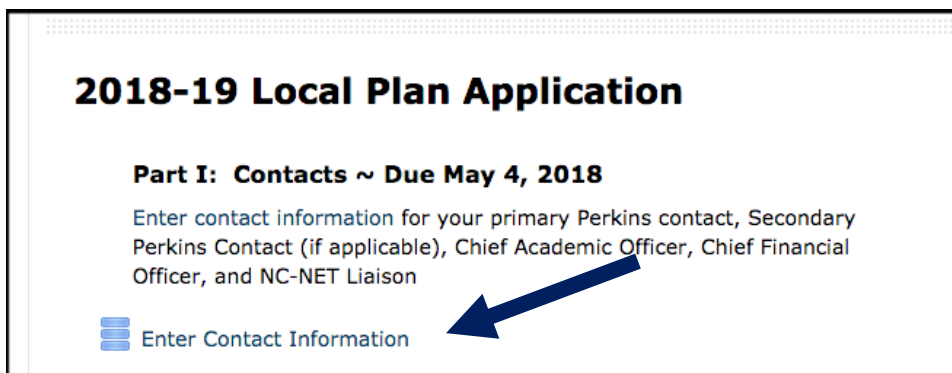 2018-19 Local Plan Application
Part I:  Contacts ~ Due May 4, 2018
Enter contact information for your primary Perkins contact, Secondary
Perkins Contact (if applicable), Chief Academic Officer, Chief Financial
Officer, and NC-NET Liaison
Enter Contact Information